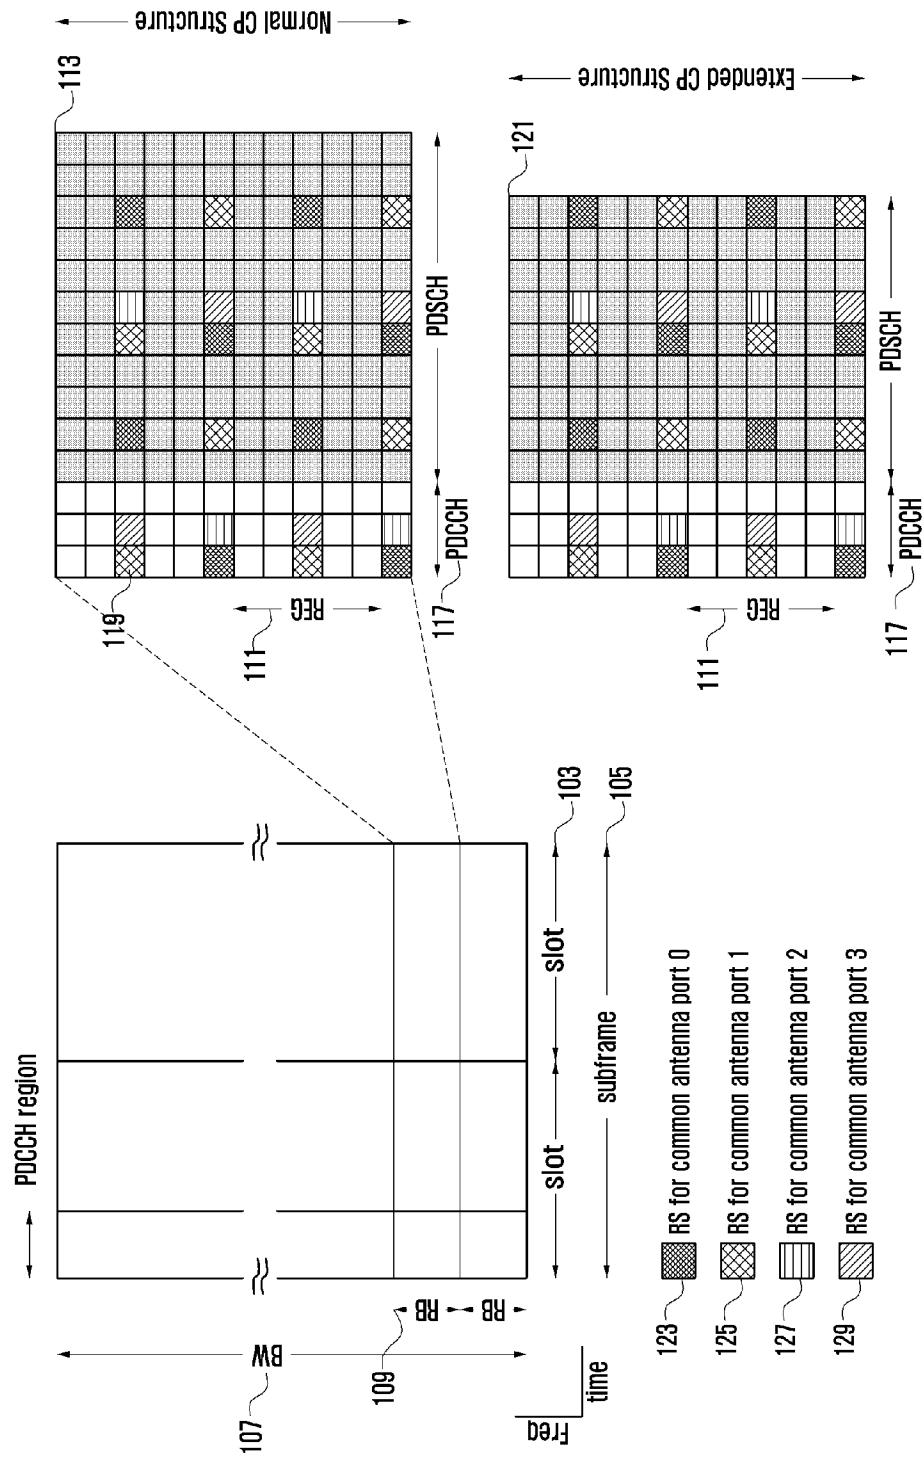 PDCCH region
107
BW
109
RB
RB
Freq
time
slot
slot
103
subframe
105
123
RS for common antenna port 0
125
RS for common antenna port 1
127
RS for common antenna port 2
129
RS for common antenna port 3
113
119
111
REG
117
PDCCH
PDSCH
Normal CP Structure
121
111
REG
117
PDCCH
PDSCH
Extended CP Structure